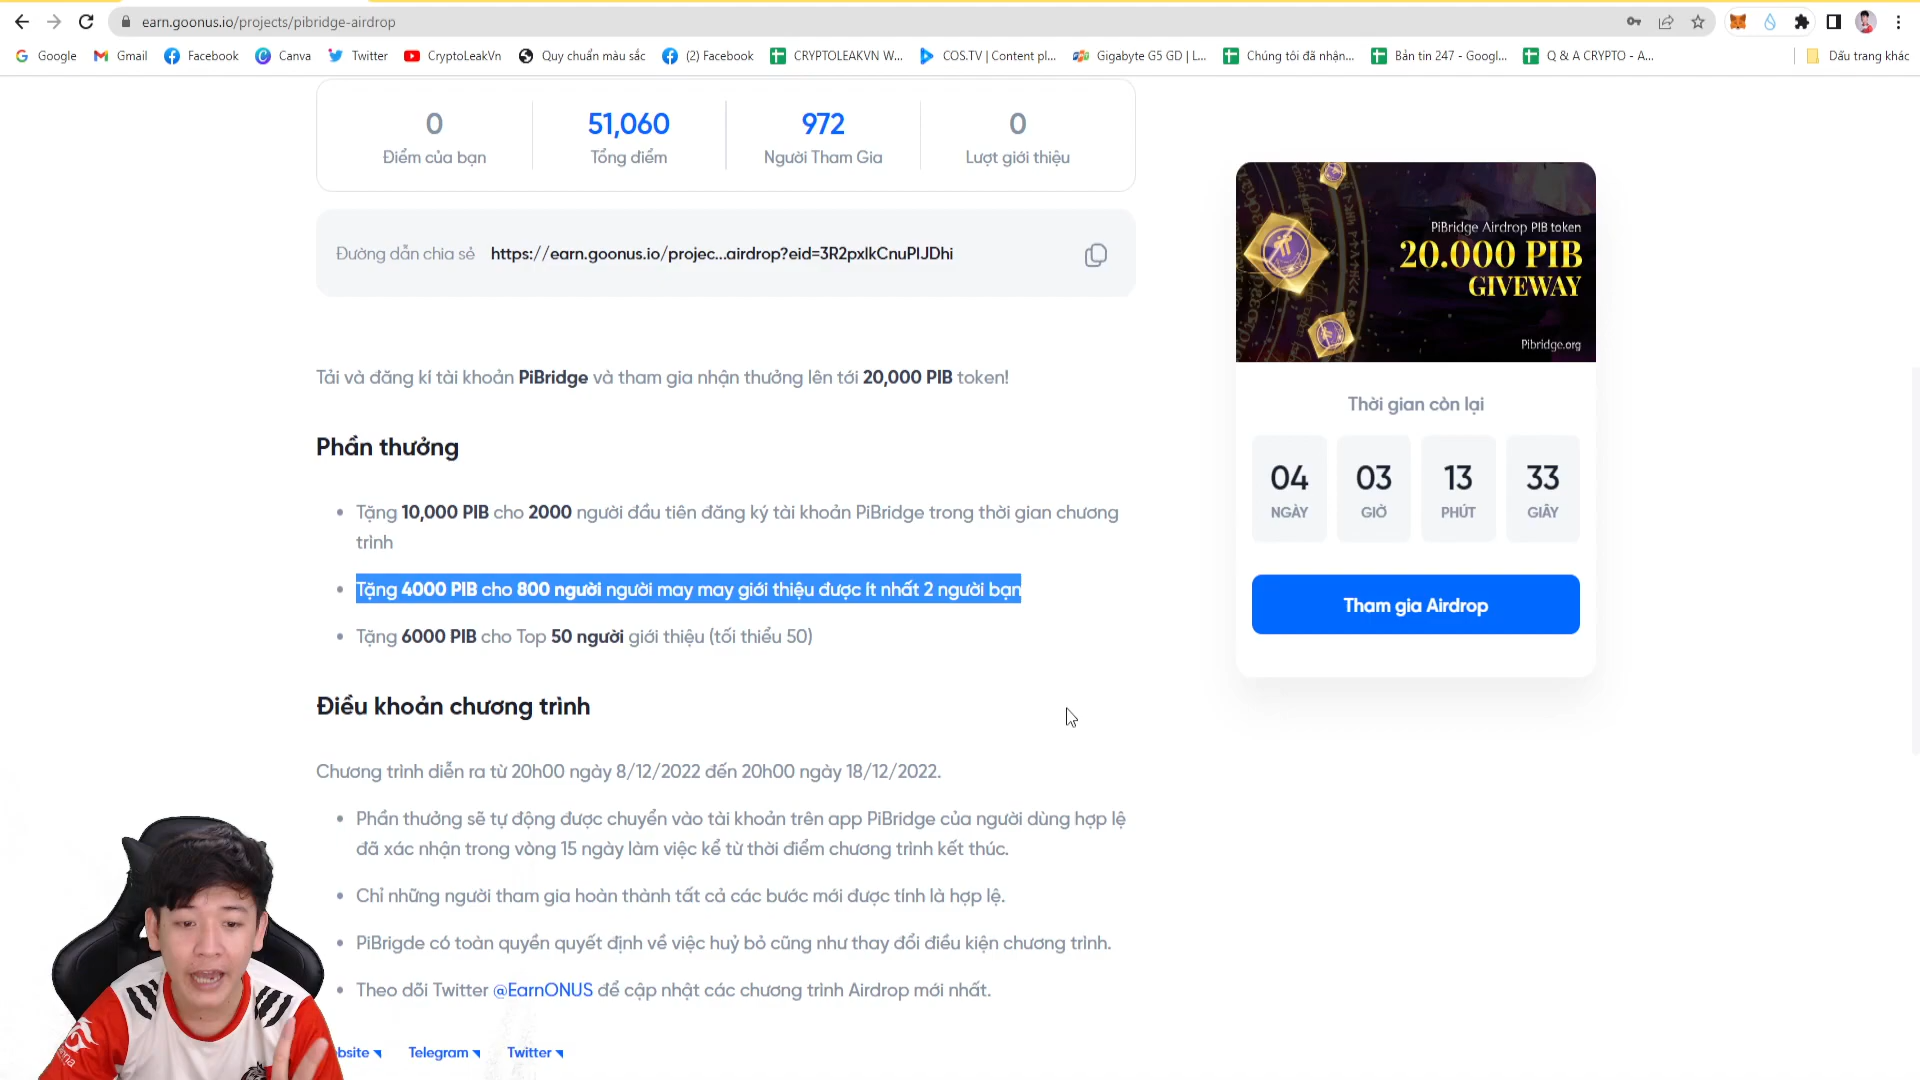 earn.goonus.io/projects/pibridge-airdrop
Google Gmail Facebook Canva Twitter CryptoLeakVn Quy chuẩn màu sắc (2) Facebook CRYPTOLEAKVN W... COS.TV | Content pl... Gigabyte G5 GD | L... Chúng tôi đã nhận... Bản tin 247 - Googl... Q & A CRYPTO - A... Dấu trang khác
0 51,060 972 0
Điểm của bạn Tổng điểm Người Tham Gia Lượt giới thiệu
Đường dẫn chia sẻ https://earn.goonus.io/projec...airdrop?eid=3R2pxlkCnuPlJDhi
PiBridge Airdrop PIB token
20.000 PIB
GIVEWAY
Pibridge.org
Tải và đăng kí tài khoản PiBridge và tham gia nhận thưởng lên tới 20,000 PIB token!
Thời gian còn lại
04 03 13 33
NGÀY GIỜ PHÚT GIÂY
Tham gia Airdrop
Phần thưởng
Tặng 10,000 PIB cho 2000 người đầu tiên đăng ký tài khoản PiBridge trong thời gian chương
trình
Tặng 4000 PIB cho 800 người người may may giới thiệu được ít nhất 2 người bạn
Tặng 6000 PIB cho Top 50 người giới thiệu (tối thiểu 50)
Điều khoản chương trình
Chương trình diễn ra từ 20h00 ngày 8/12/2022 đến 20h00 ngày 18/12/2022.
Phần thưởng sẽ tự động được chuyển vào tài khoản trên app PiBridge của người dùng hợp lệ
đã xác nhận trong vòng 15 ngày làm việc kể từ thời điểm chương trình kết thúc.
Chỉ những người tham gia hoàn thành tất cả các bước mới được tính là hợp lệ.
PiBrigde có toàn quyền quyết định về việc huỷ bỏ cũng như thay đổi điều kiện chương trình.
Theo dõi Twitter @EarnONUS để cập nhật các chương trình Airdrop mới nhất.
bsite Telegram Twitter